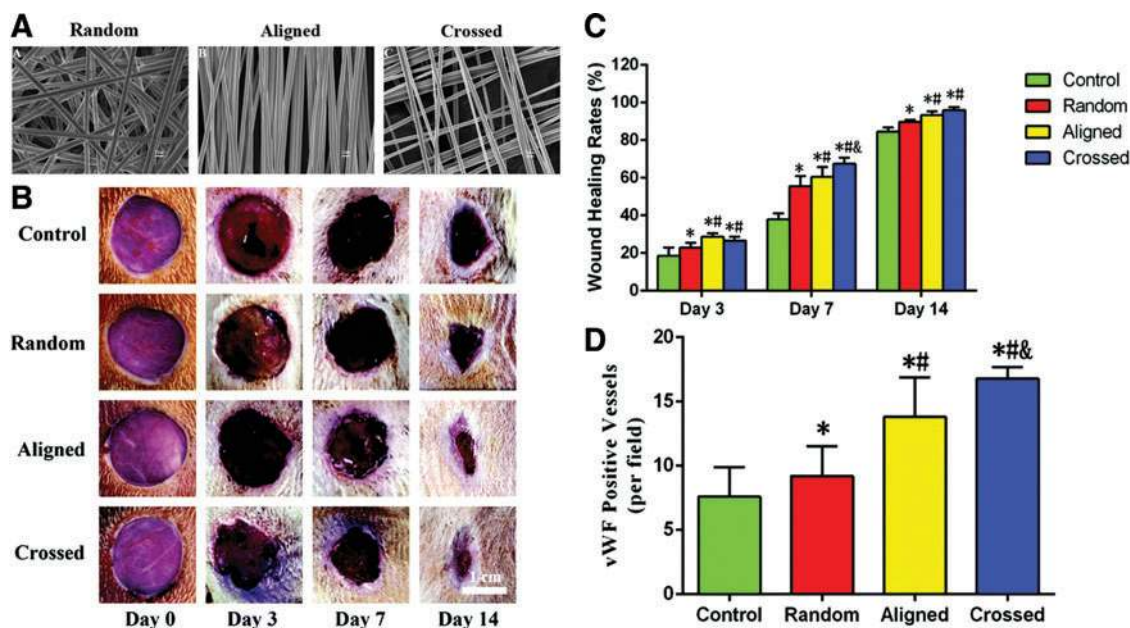 A
Random
Aligned
Crossed
A
B
C
B
Control
Random
Aligned
Crossed
1 cm
Day 0
Day 3
Day 7
Day 14
C
Wound Healing Rates (%)
120
100
80
60
40
20
0
*
*#
*#
*
*#
*#&
*
*#
*#
Day 3
Day 7
Day 14
Control
Random
Aligned
Crossed
D
vWF Positive Vessels
(per field)
20
15
10
5
0
*
*#
*#&
Control
Random
Aligned
Crossed